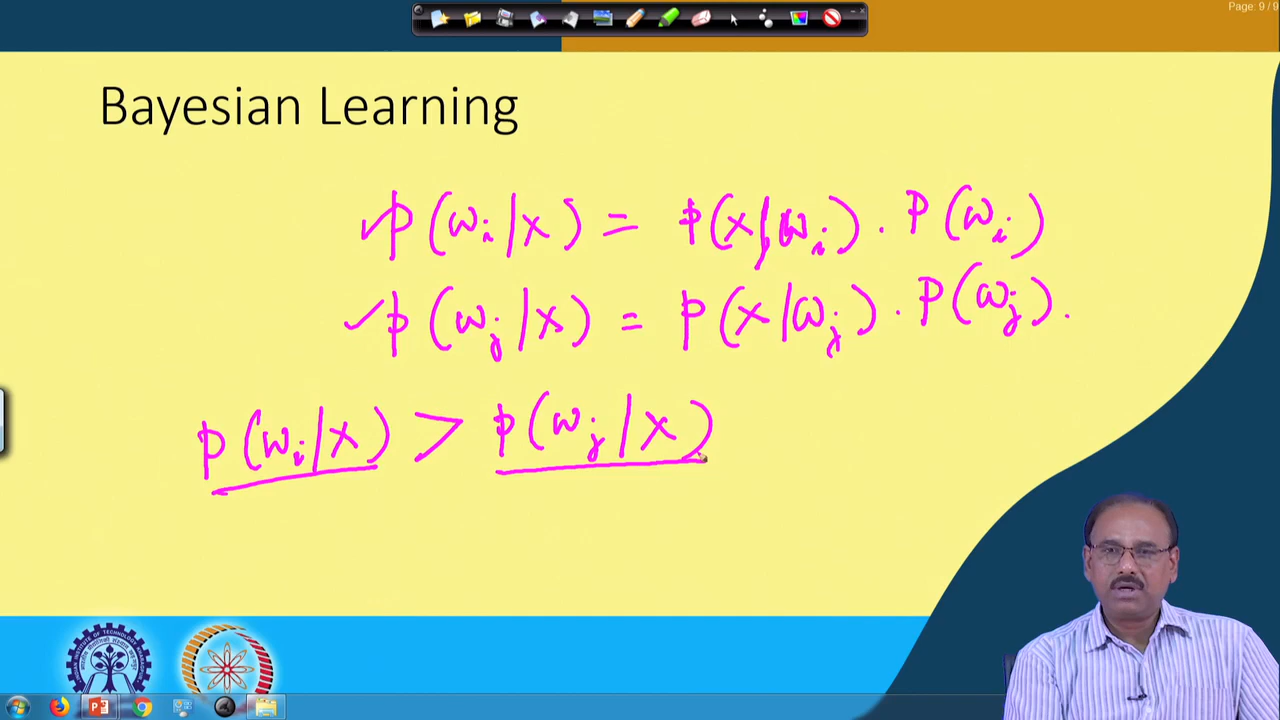 Page: 9 / 9
Bayesian Learning
p(ωi|x) = p(x|ωi) . P(ωi)
p(ωj|x) = p(x|ωj) . P(ωj) .
p(ωi|x) > p(ωj|x)